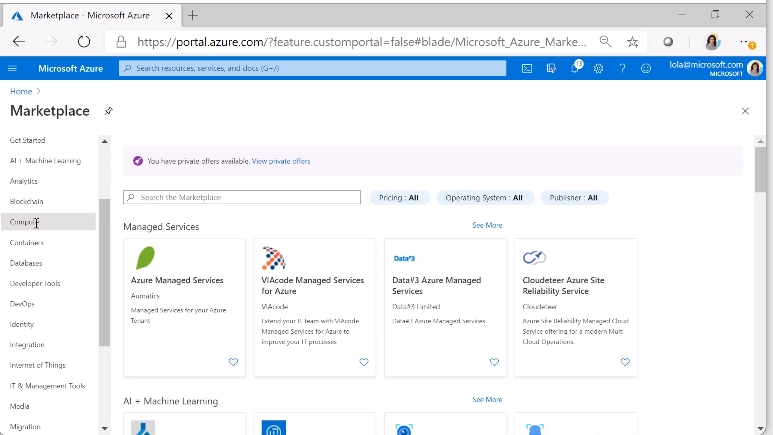 Marketplace - Microsoft Azure
https://portal.azure.com/?feature.customportal=false#blade/Microsoft_Azure_Marke...
Microsoft Azure
Search resources, services, and docs (G+/)
13
?
lola@microsoft.com
MICROSOFT
Home >
Marketplace
Get Started
AI + Machine Learning
Analytics
Blockchain
Compute
Containers
Databases
Developer Tools
DevOps
Identity
Integration
Internet of Things
IT & Management Tools
Media
Migration
You have private offers available. View private offers
Search the Marketplace
Pricing : All
Operating System : All
Publisher : All
Managed Services
See More
Azure Managed Services
Aumatics
Managed Services for your Azure
Tenant
VIAcode Managed Services
for Azure
VIAcode
Extend your IT team with VIAcode
Managed Services for Azure to
improve your IT processes
Data#3
Data#3 Azure Managed
Services
Data#3 Limited
Data#3 Azure Managed Services
Cloudeteer Azure Site
Reliability Service
Cloudeteer
Azure Site Reliability Managed Cloud
Service offering for a modern Multi
Cloud Operations.
AI + Machine Learning
See More